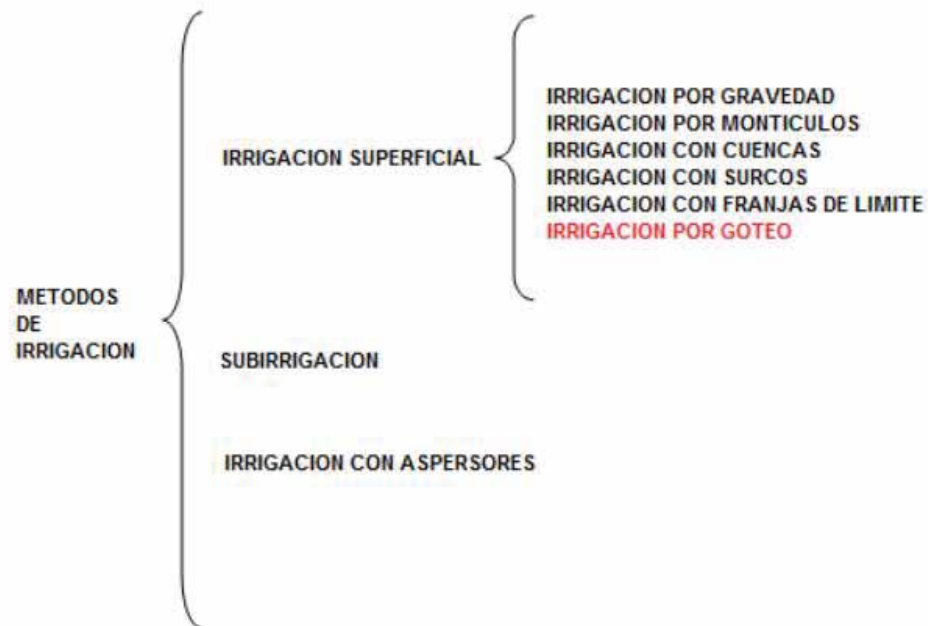 METODOS
DE
IRRIGACION
IRRIGACION SUPERFICIAL
IRRIGACION POR GRAVEDAD
IRRIGACION POR MONTICULOS
IRRIGACION CON CUENCAS
IRRIGACION CON SURCOS
IRRIGACION CON FRANJAS DE LIMITE
IRRIGACION POR GOTEO
SUBIRRIGACION
IRRIGACION CON ASPERSORES